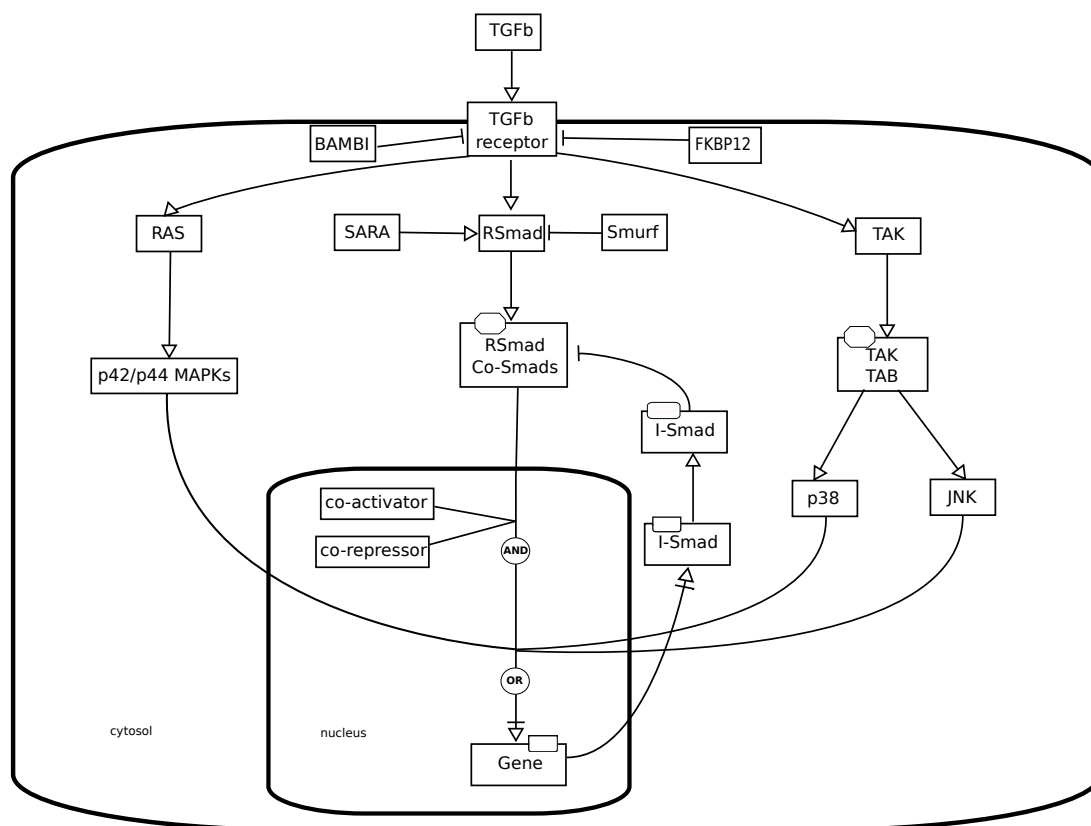 TGFb
TGFb
receptor
BAMBI
FKBP12
RAS
SARA
RSmad
Smurf
TAK
RSmad
Co-Smads
TAK
TAB
p42/p44 MAPKs
I-Smad
co-activator
p38
JNK
co-repressor
AND
I-Smad
OR
cytosol
nucleus
Gene